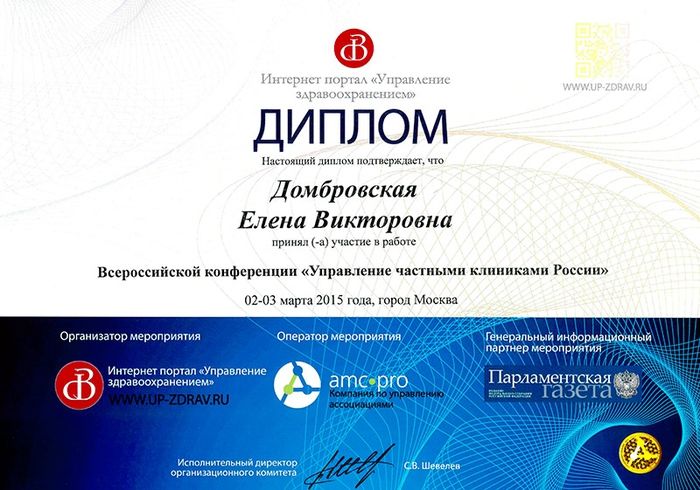 Интернет портал «Управление
здравоохранением»
WWW.UP-ZDRAV.RU
ДИПЛОМ
Настоящий диплом подтверждает, что
Домбровская
Елена Викторовна
принял (-а) участие в работе
Всероссийской конференции «Управление частными клиниками России»
02-03 марта 2015 года, город Москва
Организатор мероприятия
Интернет портал «Управление
здравоохранением»
WWW.UP-ZDRAV.RU
Оператор мероприятия
amc•pro
Компания по управлению
ассоциациями
Генеральный информационный
партнер мероприятия
Парламентская
газета
Исполнительный директор
организационного комитета
С.В. Шевелев